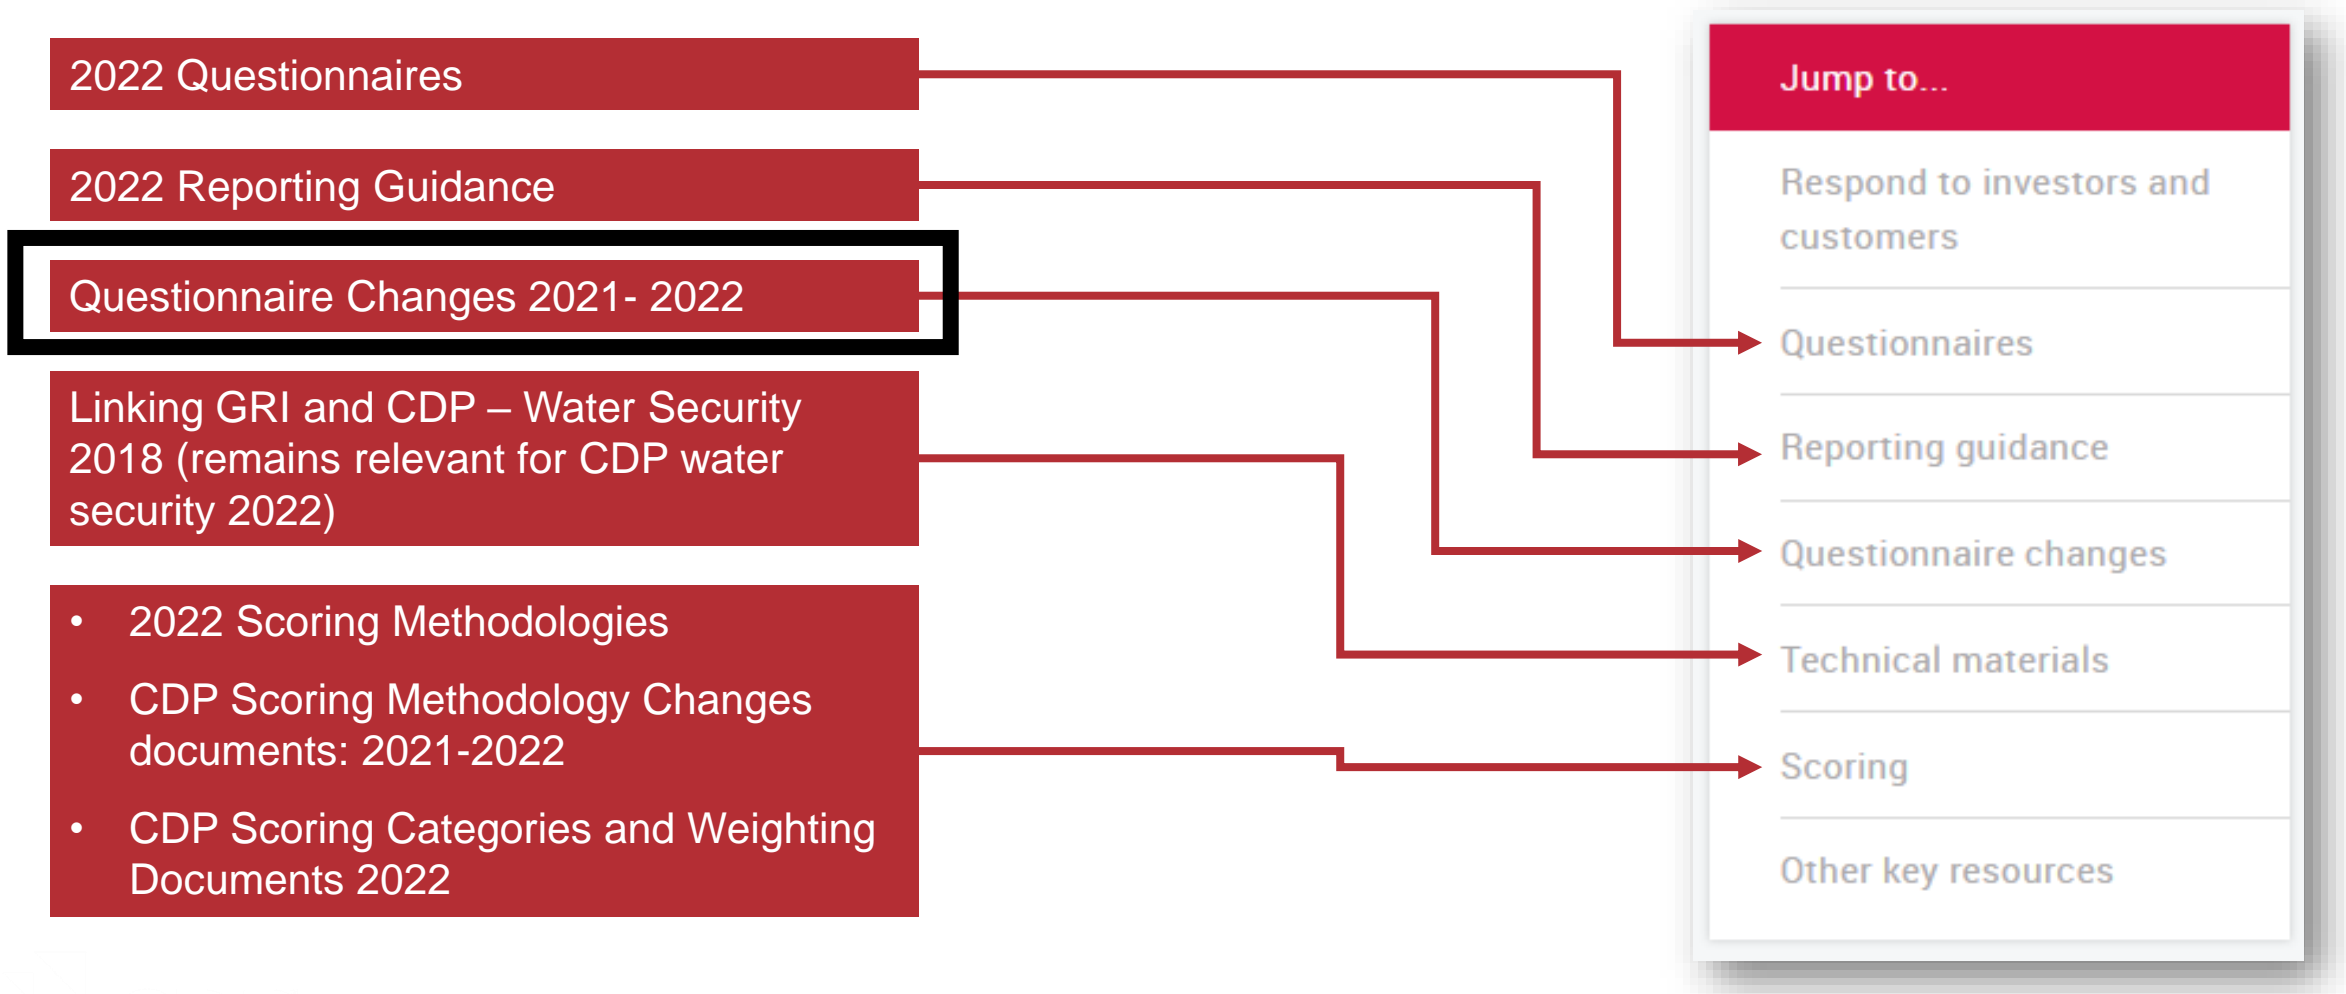 2022 Questionnaires
2022 Reporting Guidance
Questionnaire Changes 2021- 2022
Linking GRI and CDP – Water Security
2018 (remains relevant for CDP water
security 2022)
• 2022 Scoring Methodologies
• CDP Scoring Methodology Changes
documents: 2021-2022
• CDP Scoring Categories and Weighting
Documents 2022
Jump to...
Respond to investors and
customers
Questionnaires
Reporting guidance
Questionnaire changes
Technical materials
Scoring
Other key resources